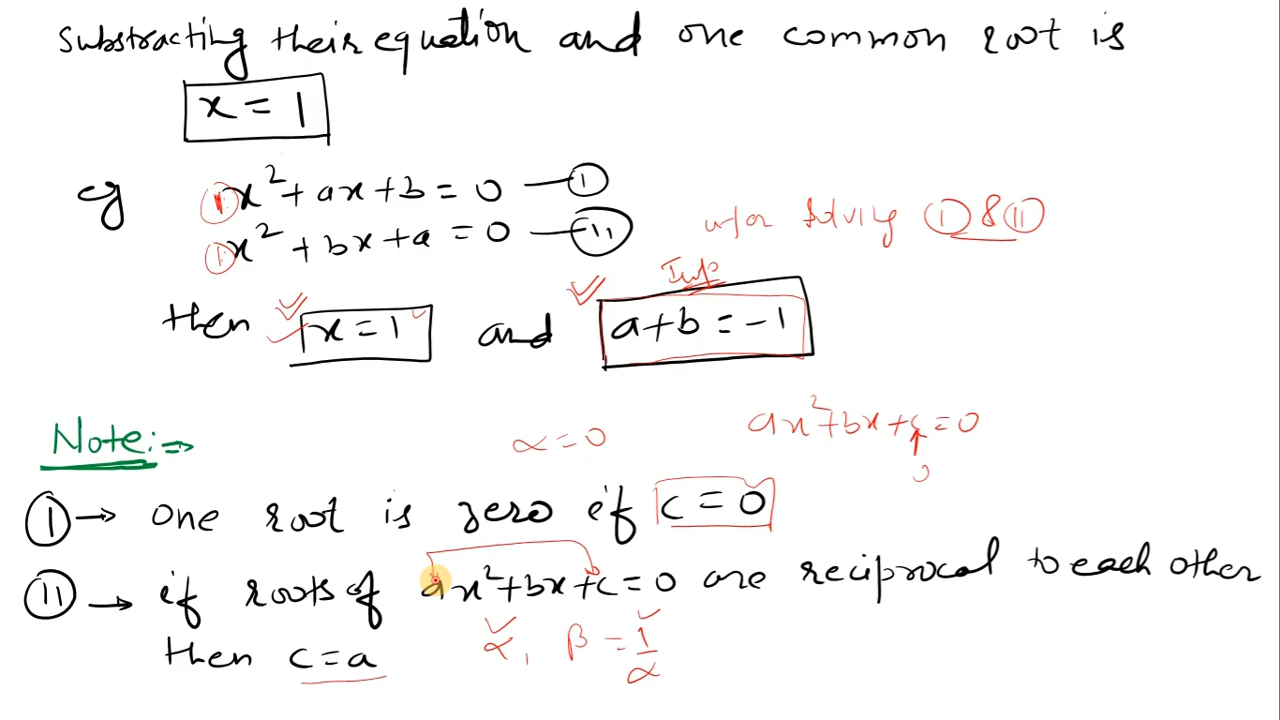 Substracting their equation and one common root is
x = 1
eg x² + ax + b = 0 — ①
x² + bx + a = 0 — ⑪
solving ① & ⑪
Imp
then x = 1 and a + b = -1
Note:⇒
α = 0 ax² + bx + c = 0
0
① → one root is zero if c = 0
⑪ → if roots of ax² + bx + c = 0 are reciprocal to each other
then c = a α, β = 1/α